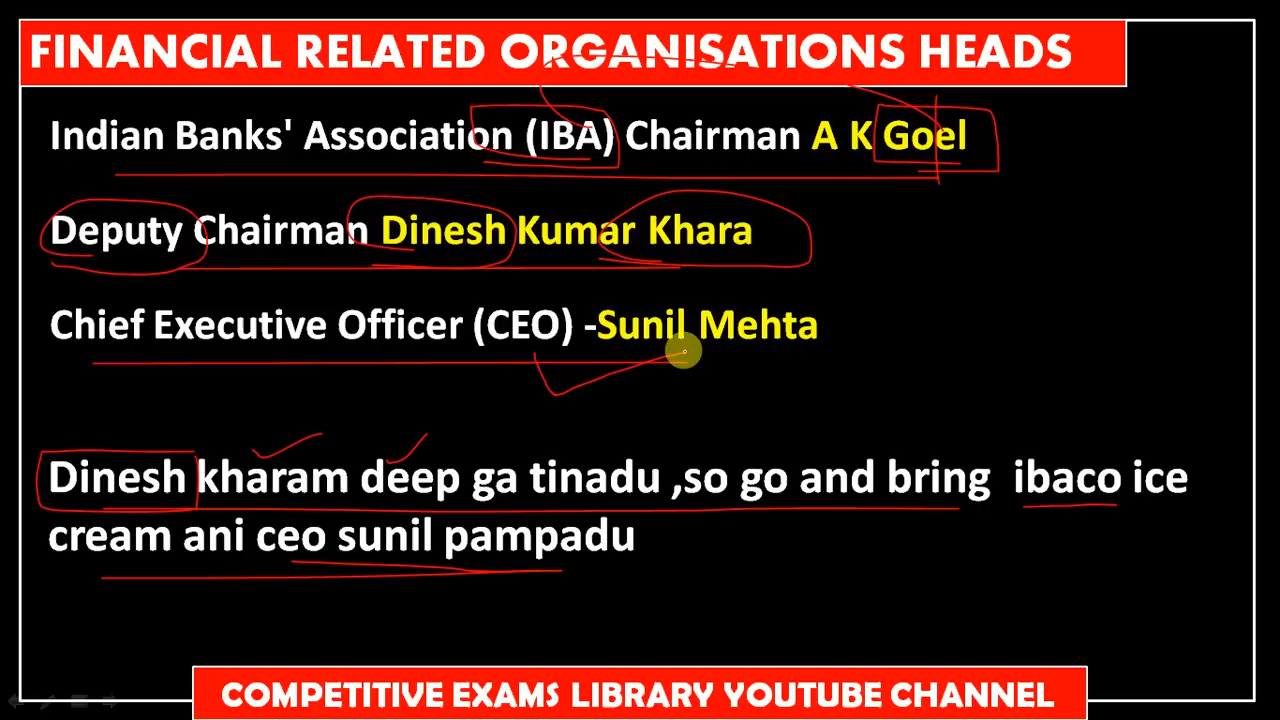 FINANCIAL RELATED ORGANISATIONS HEADS
Indian Banks' Association (IBA) Chairman A K Goel
Deputy Chairman Dinesh Kumar Khara
Chief Executive Officer (CEO) -Sunil Mehta
Dinesh kharam deep ga tinadu ,so go and bring ibaco ice
cream ani ceo sunil pampadu
COMPETITIVE EXAMS LIBRARY YOUTUBE CHANNEL